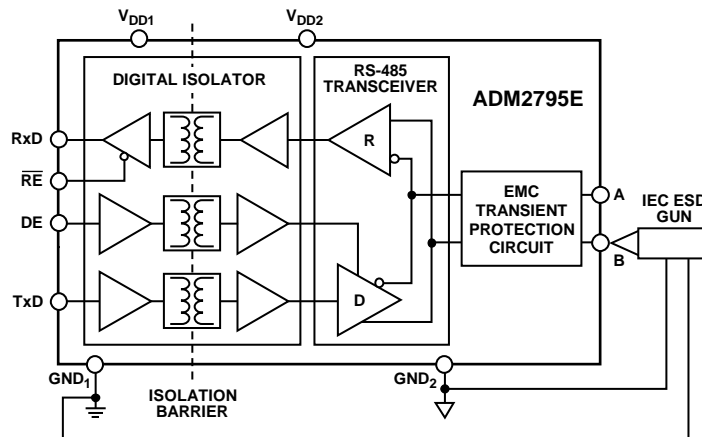 VDD1
VDD2
DIGITAL ISOLATOR
RS-485
TRANSCEIVER
ADM2795E
RxD
R
RE
EMC
TRANSIENT
PROTECTION
CIRCUIT
A
IEC ESD
GUN
DE
B
TxD
D
GND1
GND2
ISOLATION
BARRIER